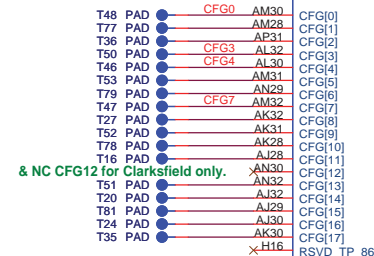 T48 PAD CFG0 AM30 CFG[0]
T77 PAD AM28 CFG[1]
T36 PAD AP31 CFG[2]
T50 PAD CFG3 AL32 CFG[3]
T46 PAD CFG4 AL30 CFG[4]
T53 PAD AM31 CFG[5]
T79 PAD AN29 CFG[6]
T47 PAD CFG7 AM32 CFG[7]
T27 PAD AK32 CFG[8]
T52 PAD AK31 CFG[9]
T78 PAD AK28 CFG[10]
T16 PAD AJ28 CFG[11]
& NC CFG12 for Clarksfield only. AN30 CFG[12]
T51 PAD AN32 CFG[13]
T20 PAD AJ32 CFG[14]
T81 PAD AJ29 CFG[15]
T24 PAD AJ30 CFG[16]
T35 PAD AK30 CFG[17]
H16 RSVD_TP_86